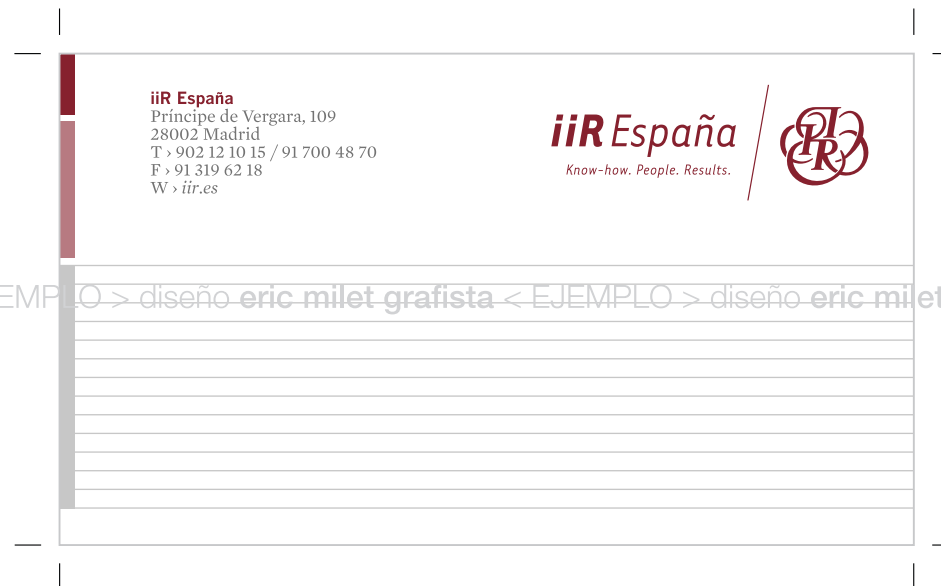 iiR España
Príncipe de Vergara, 109
28002 Madrid
T › 902 12 10 15 / 91 700 48 70
F › 91 319 62 18
W › iir.es
iiR España
Know-how. People. Results.
IIR
EMPLO > diseño eric milet grafista < EJEMPLO > diseño eric milet